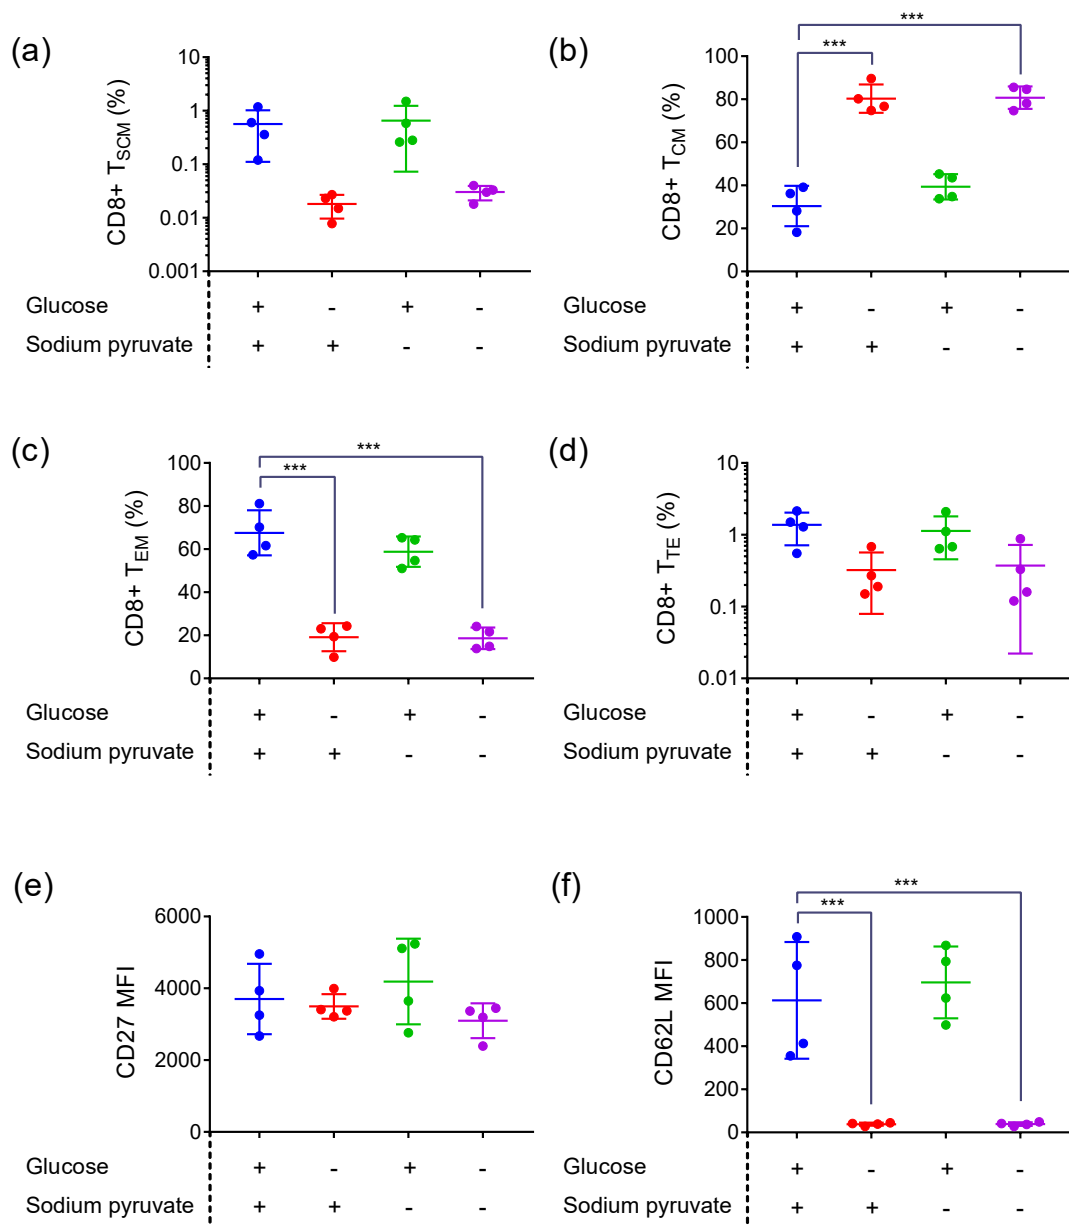 (a)
CD8+ TSCM (%)
10
1
0.1
0.01
0.001
Glucose + - + -
Sodium pyruvate + + - -
(b)
*** 
***
CD8+ TCM (%)
100
80
60
40
20
0
Glucose + - + -
Sodium pyruvate + + - -
(c)
***
***
CD8+ TEM (%)
100
80
60
40
20
0
Glucose + - + -
Sodium pyruvate + + - -
(d)
CD8+ TTE (%)
10
1
0.1
0.01
Glucose + - + -
Sodium pyruvate + + - -
(e)
CD27 MFI
6000
4000
2000
0
Glucose + - + -
Sodium pyruvate + + - -
(f)
***
***
CD62L MFI
1000
800
600
400
200
0
Glucose + - + -
Sodium pyruvate + + - -